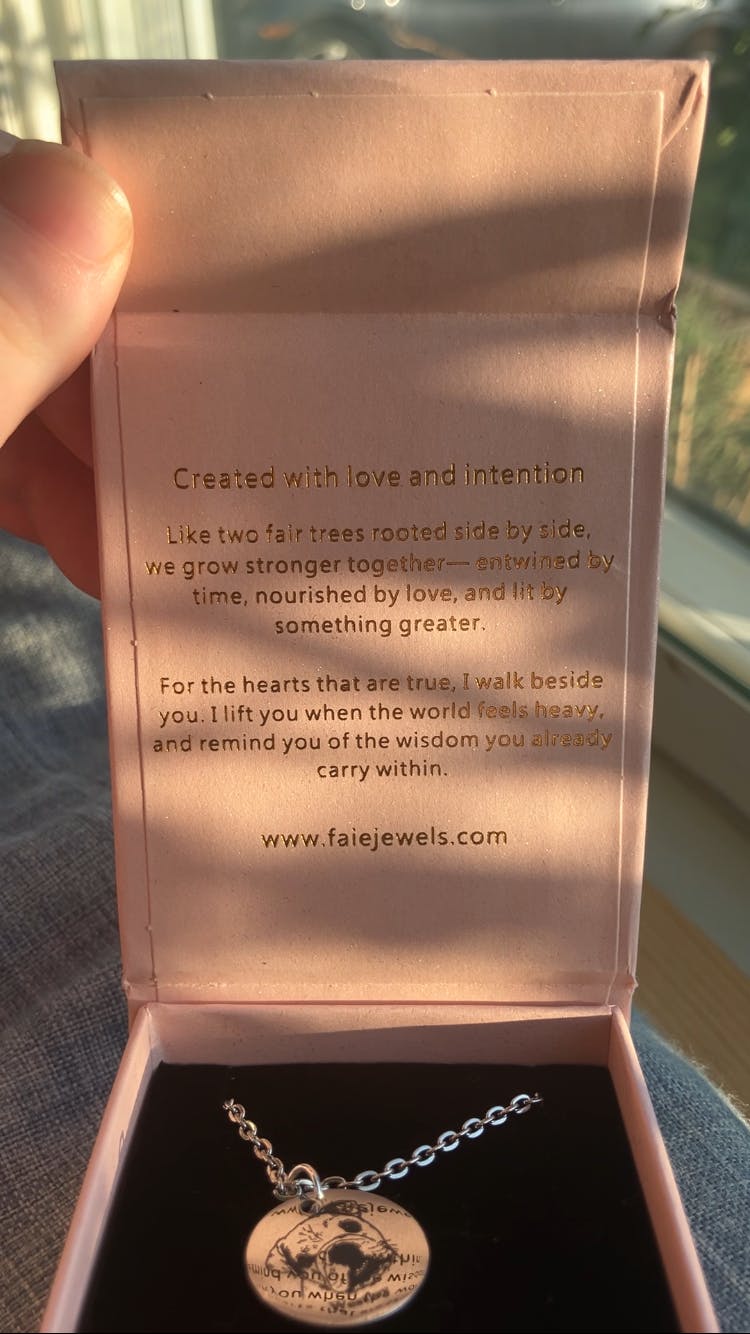 Created with love and intention
Like two fair trees rooted side by side,
we grow stronger together— entwined by
time, nourished by love, and lit by
something greater.
For the hearts that are true, I walk beside
you. I lift you when the world feels heavy,
and remind you of the wisdom you already
carry within.
www.faiejewels.com